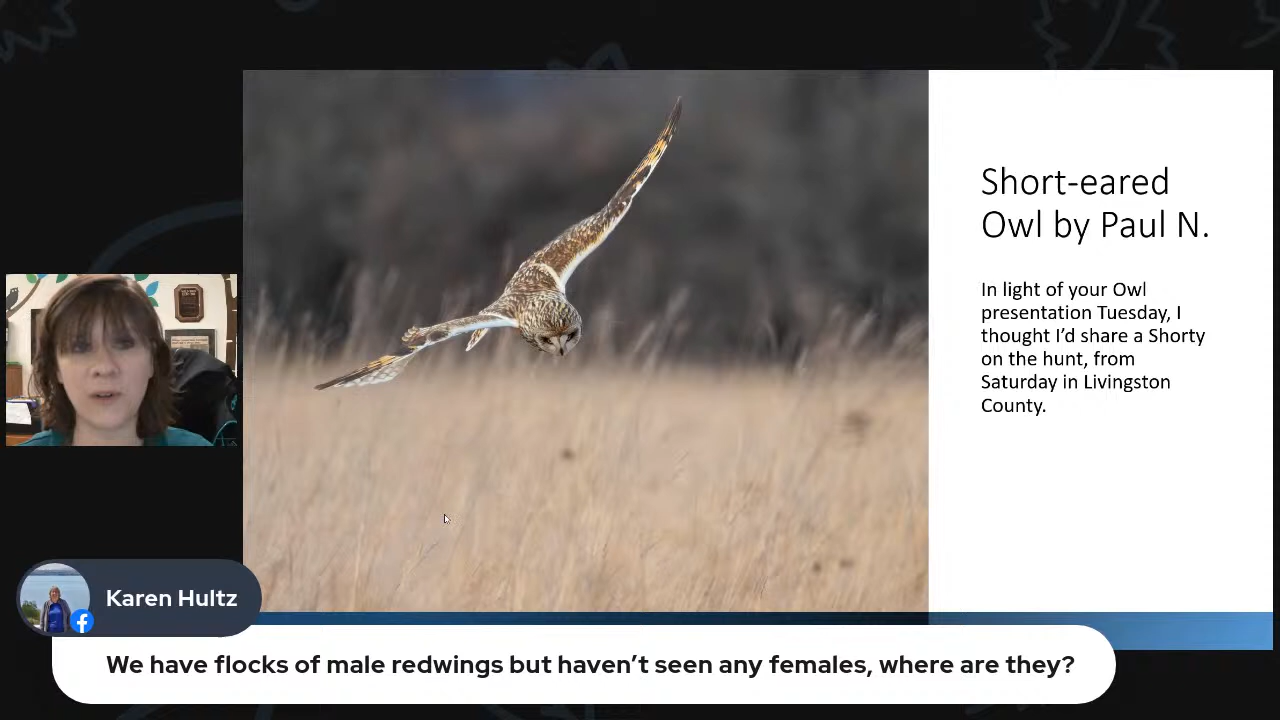 Short-eared
Owl by Paul N.
In light of your Owl
presentation Tuesday, I
thought I’d share a Shorty
on the hunt, from
Saturday in Livingston
County.
Karen Hultz
We have flocks of male redwings but haven’t seen any females, where are they?